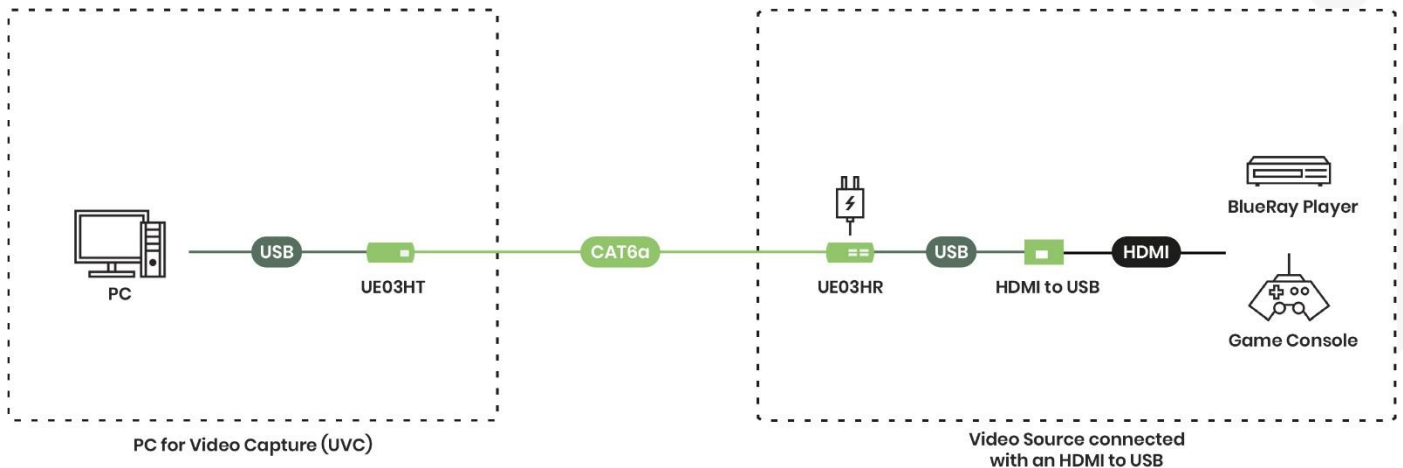 BlueRay Player
PC
USB
UE03HT
CAT6a
UE03HR
USB
HDMI to USB
HDMI
Game Console
PC for Video Capture (UVC)
Video Source connected
with an HDMI to USB